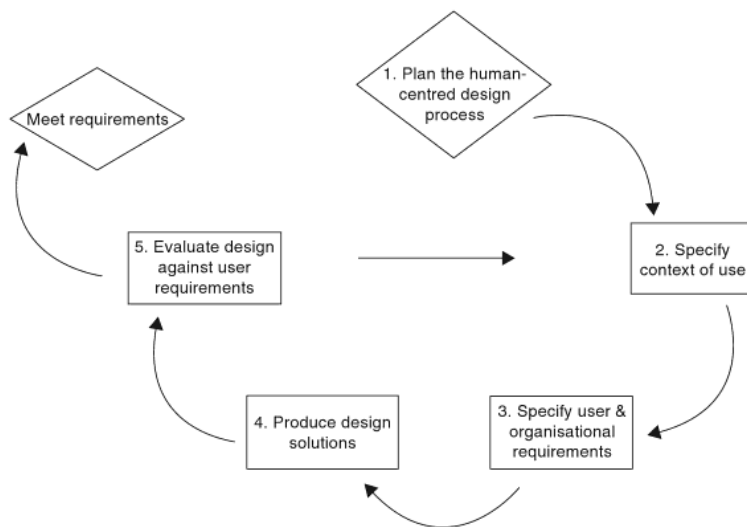 1. Plan the human-
centred design
process
Meet requirements
2. Specify
context of use
5. Evaluate design
against user
requirements
3. Specify user &
organisational
requirements
4. Produce design
solutions